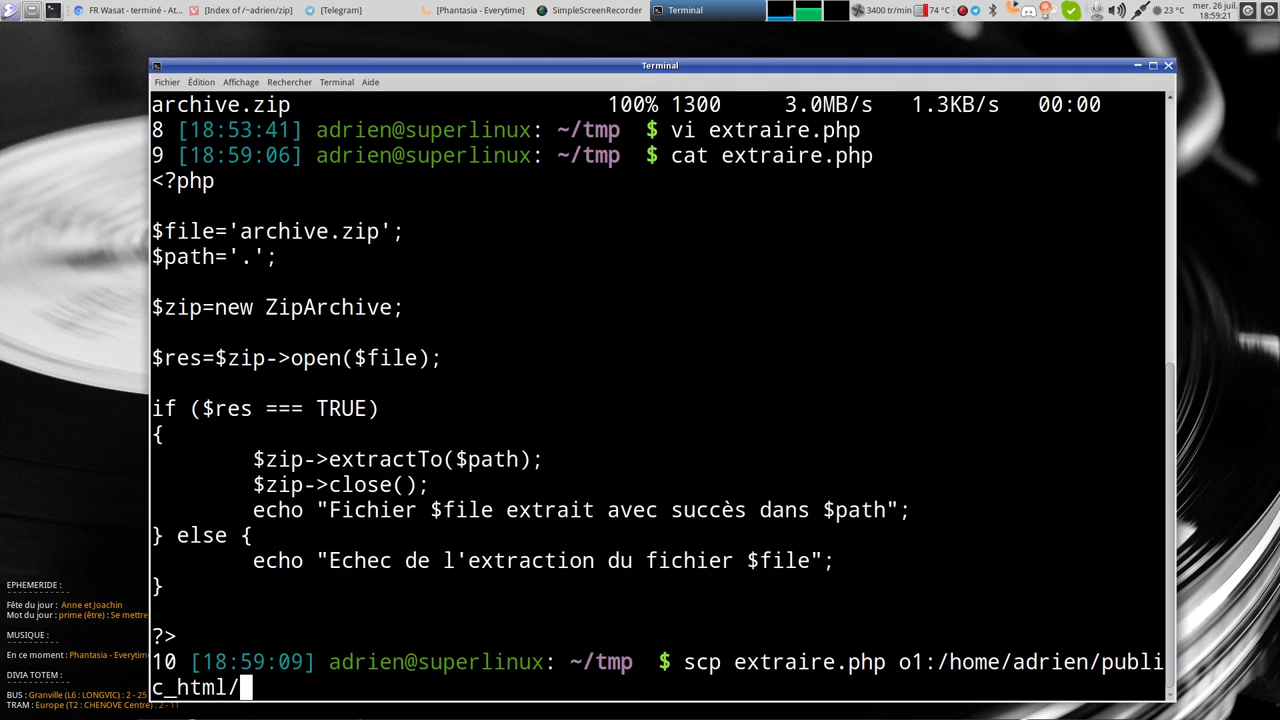 FR Wasat - terminé - At...
[Index of /~adrien/zip]
[Telegram]
[Phantasia - Everytime]
SimpleScreenRecorder
Terminal
3400 tr/min
74 °C
23 °C
mer. 26 juil.
18:59:21
Terminal
Fichier Édition Affichage Rechercher Terminal Aide
archive.zip 100% 1300 3.0MB/s 1.3KB/s 00:00
8 [18:53:41] adrien@superlinux: ~/tmp $ vi extraire.php
9 [18:59:06] adrien@superlinux: ~/tmp $ cat extraire.php
<?php
$file='archive.zip';
$path='.';
$zip=new ZipArchive;
$res=$zip->open($file);
if ($res === TRUE)
{
$zip->extractTo($path);
$zip->close();
echo "Fichier $file extrait avec succès dans $path";
} else {
echo "Echec de l'extraction du fichier $file";
}
?>
10 [18:59:09] adrien@superlinux: ~/tmp $ scp extraire.php o1:/home/adrien/publi
c_html/
EPHEMERIDE :
Fête du jour : Anne et Joachin
Mot du jour : prime (être) : Se mettre
MUSIQUE :
En ce moment : Phantasia - Everytime
DIVIA TOTEM :
BUS : Granville (L6 : LONGVIC) : 2 - 25
TRAM : Europe (T2 : CHENOVE Centre) : 2 - 11